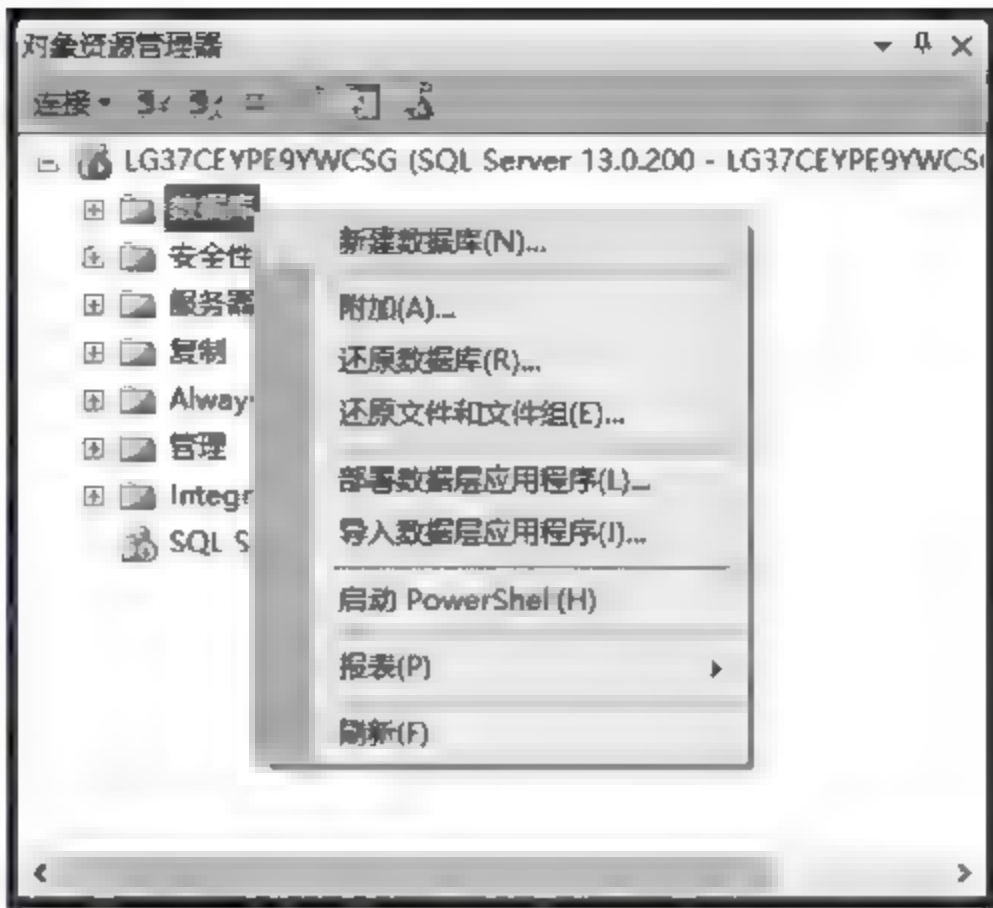 对象资源管理器
连接
LG37CEYPE9YWCSG (SQL Server 13.0.200 - LG37CEYPE9YWCS
数据库
安全性
服务器
复制
Alway
管理
Integr
SQL S
新建数据库(N)...
附加(A)...
还原数据库(R)...
还原文件和文件组(E)...
部署数据层应用程序(L)...
导入数据层应用程序(I)...
启动 PowerShel (H)
报表(P)
刷新(F)